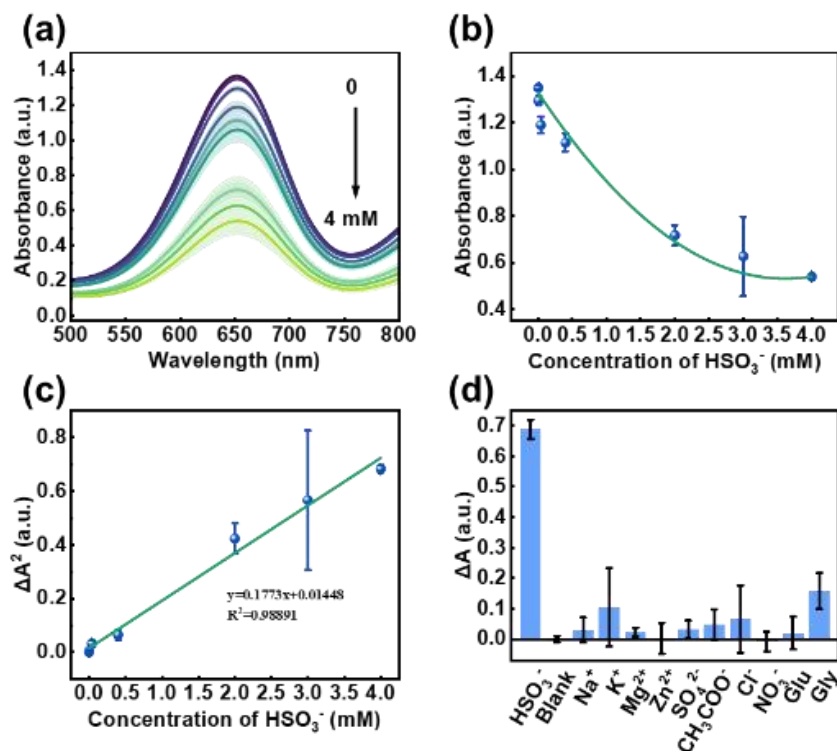 (a)
1.4
1.2
1.0
0.8
0.6
0.4
0.2
0.0
Absorbance (a.u.)
0
4 mM
500 550 600 650 700 750 800
Wavelength (nm)
(b)
1.4
1.2
1.0
0.8
0.6
0.4
Absorbance (a.u.)
0.0 0.5 1.0 1.5 2.0 2.5 3.0 3.5 4.0
Concentration of HSO₃⁻ (mM)
(c)
0.8
0.6
0.4
0.2
0.0
ΔA² (a.u.)
y=0.1773x+0.01448
R²=0.98891
0.0 0.5 1.0 1.5 2.0 2.5 3.0 3.5 4.0
Concentration of HSO₃⁻ (mM)
(d)
0.7
0.6
0.5
0.4
0.3
0.2
0.1
0.0
ΔA (a.u.)
HSO₃⁻
Blank
Na⁺
K⁺
Mg²⁺
Zn²⁺
SO₄²⁻
CH₃COO⁻
Cl⁻
NO₃⁻
Glu
Gly